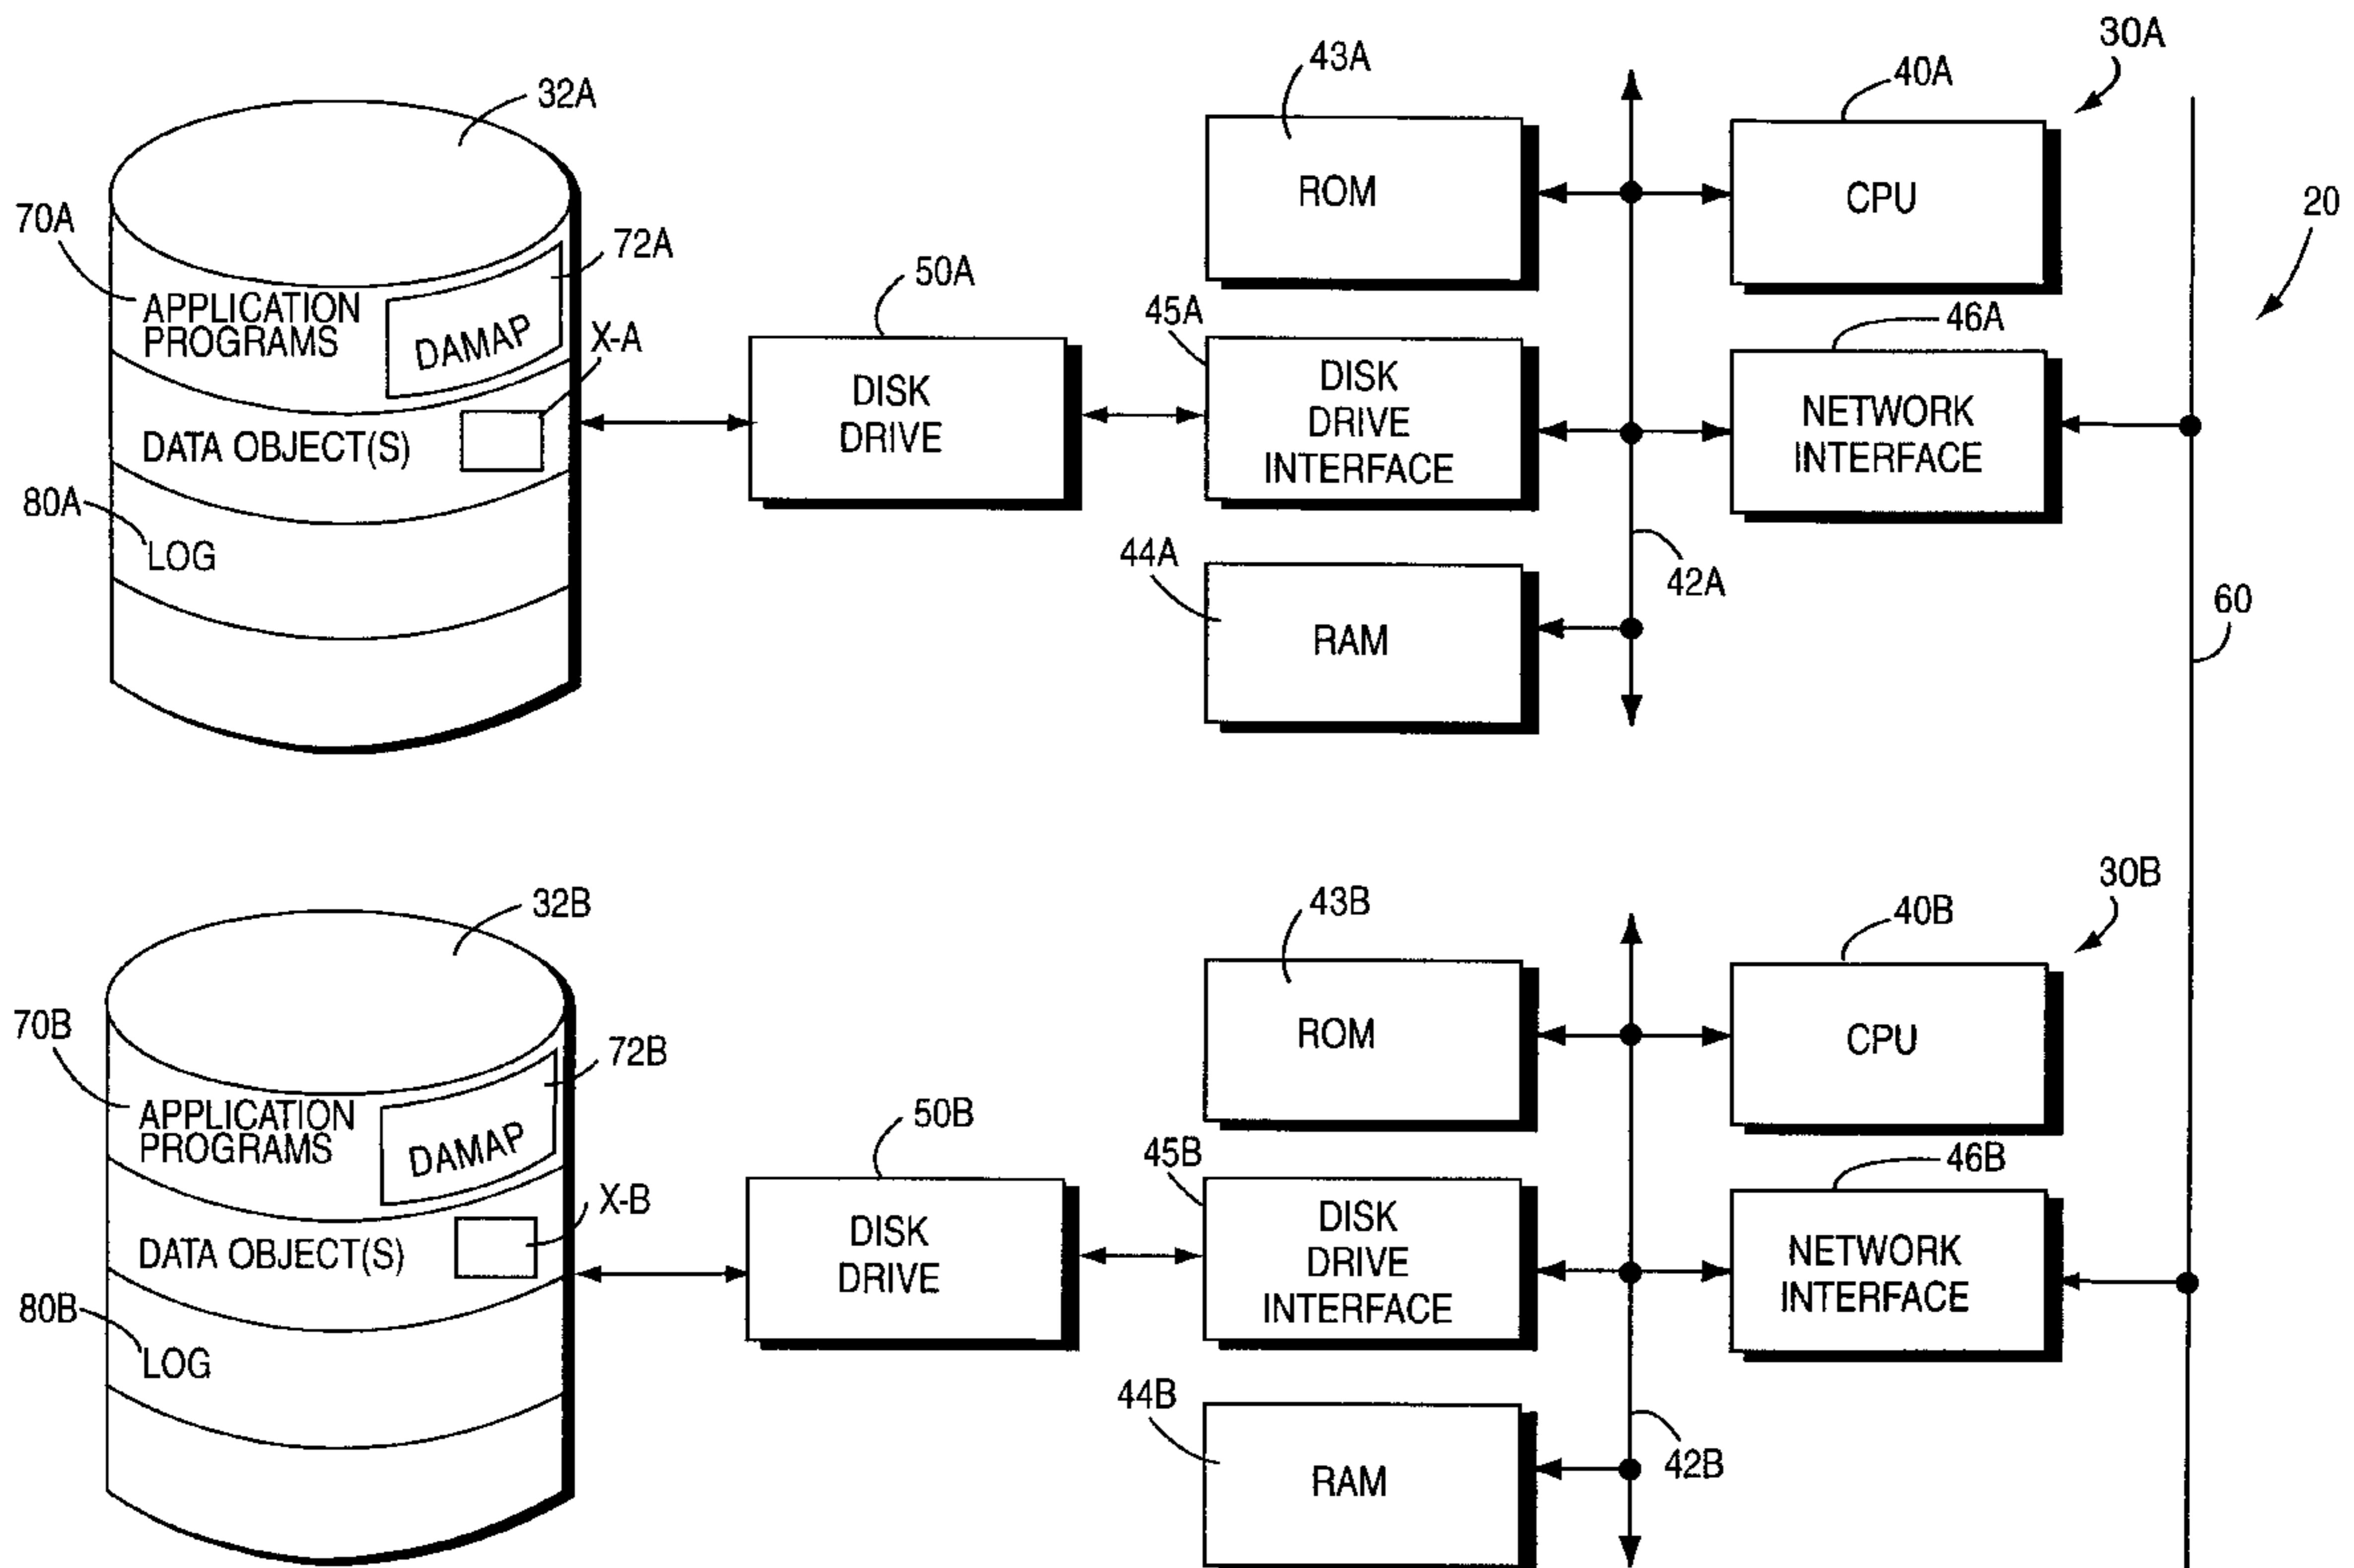 30A
43A
40A
32A
ROM
CPU
20
70A
72A
50A
45A
46A
APPLICATION
PROGRAMS
DAMAP
X-A
DISK
DRIVE
DISK
DRIVE
INTERFACE
NETWORK
INTERFACE
DATA OBJECT(S)
80A
LOG
44A
42A
60
RAM
30B
32B
43B
40B
ROM
CPU
70B
72B
50B
45B
46B
APPLICATION
PROGRAMS
DAMAP
X-B
DISK
DRIVE
DISK
DRIVE
INTERFACE
NETWORK
INTERFACE
DATA OBJECT(S)
80B
LOG
44B
42B
RAM